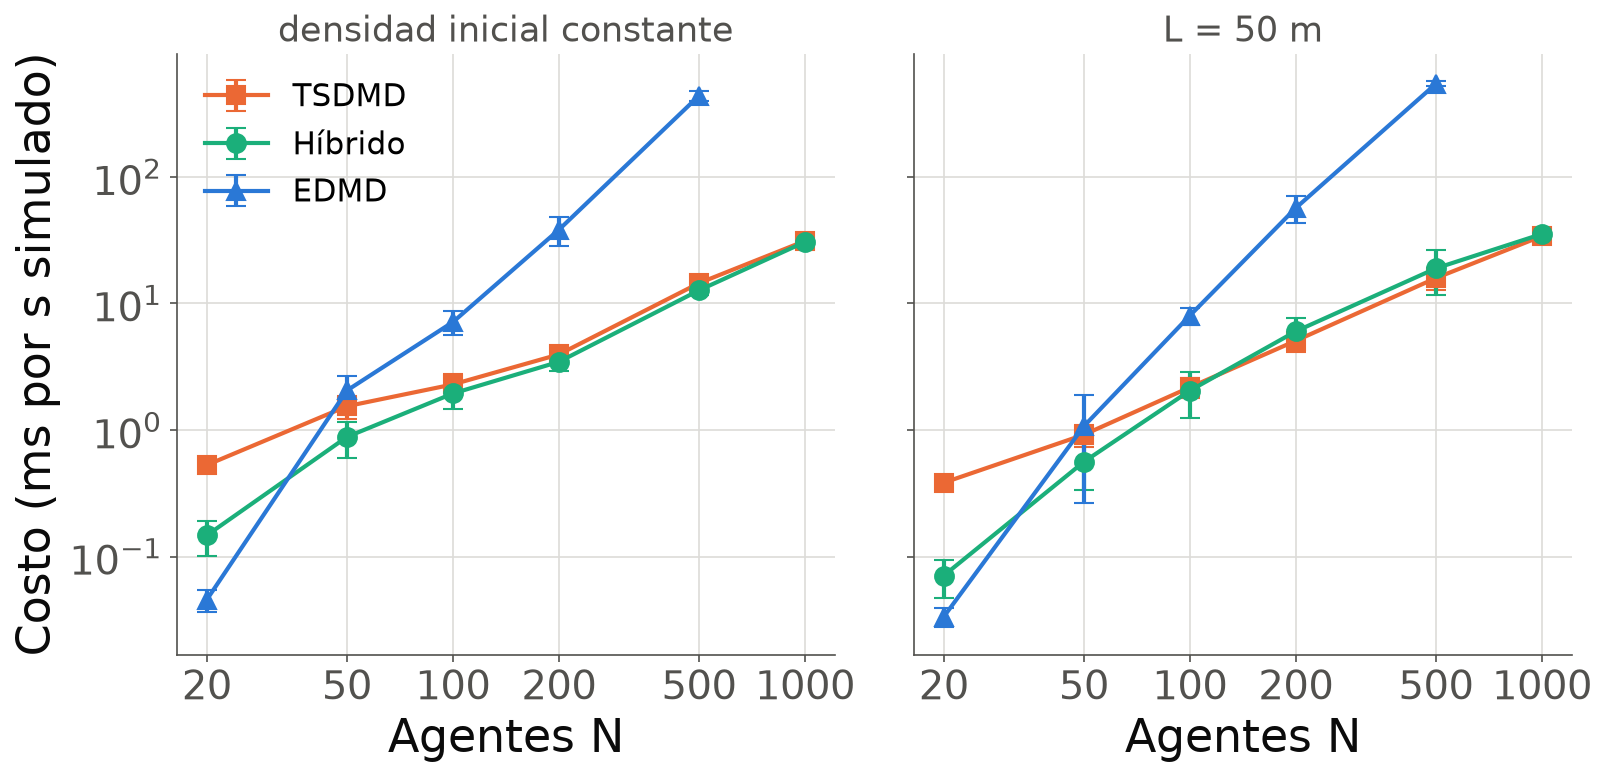 densidad inicial constante
L = 50 m
TSDMD
Híbrido
EDMD
Costo (ms por s simulado)
10²
10¹
10⁰
10⁻¹
20 50 100 200 500 1000
20 50 100 200 500 1000
Agentes N
Agentes N